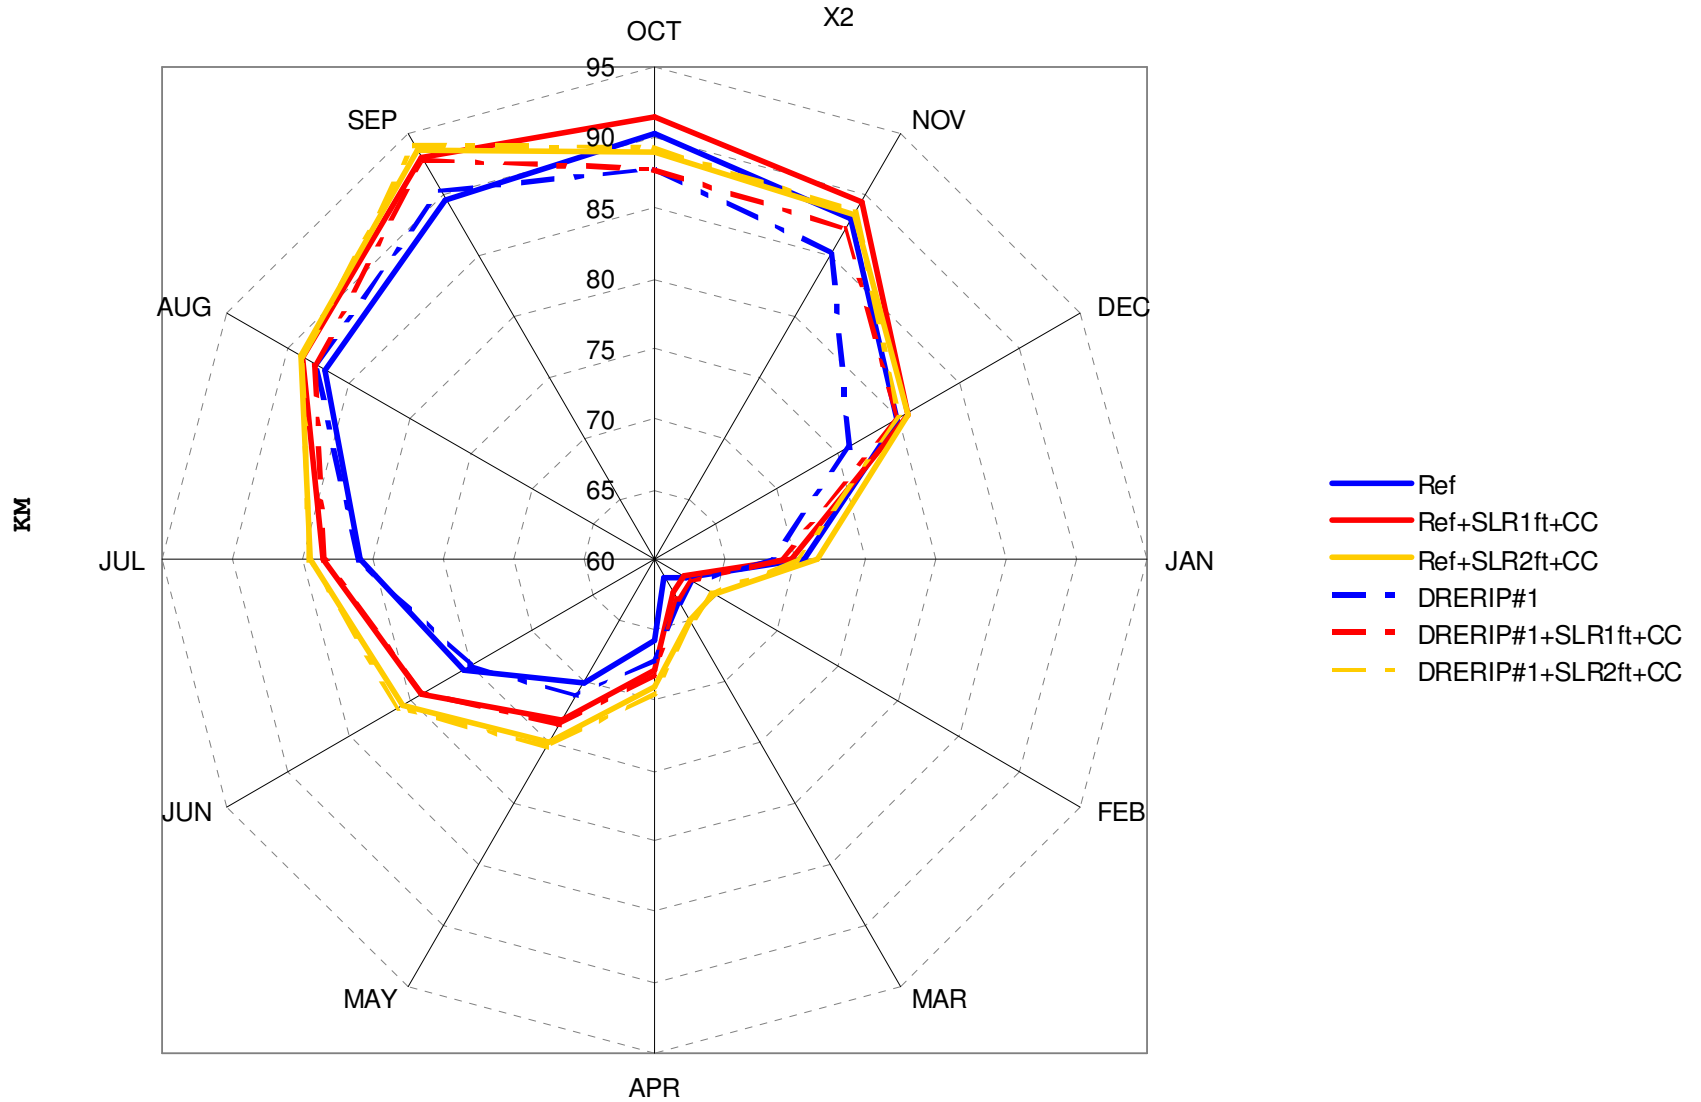 X2
OCT
95
NOV
SEP
90
85
80
DEC
AUG
75
70
65
KM
60
JUL
JAN
JUN
FEB
MAY
MAR
APR
Ref
Ref+SLR1ft+CC
Ref+SLR2ft+CC
DRERIP#1
DRERIP#1+SLR1ft+CC
DRERIP#1+SLR2ft+CC